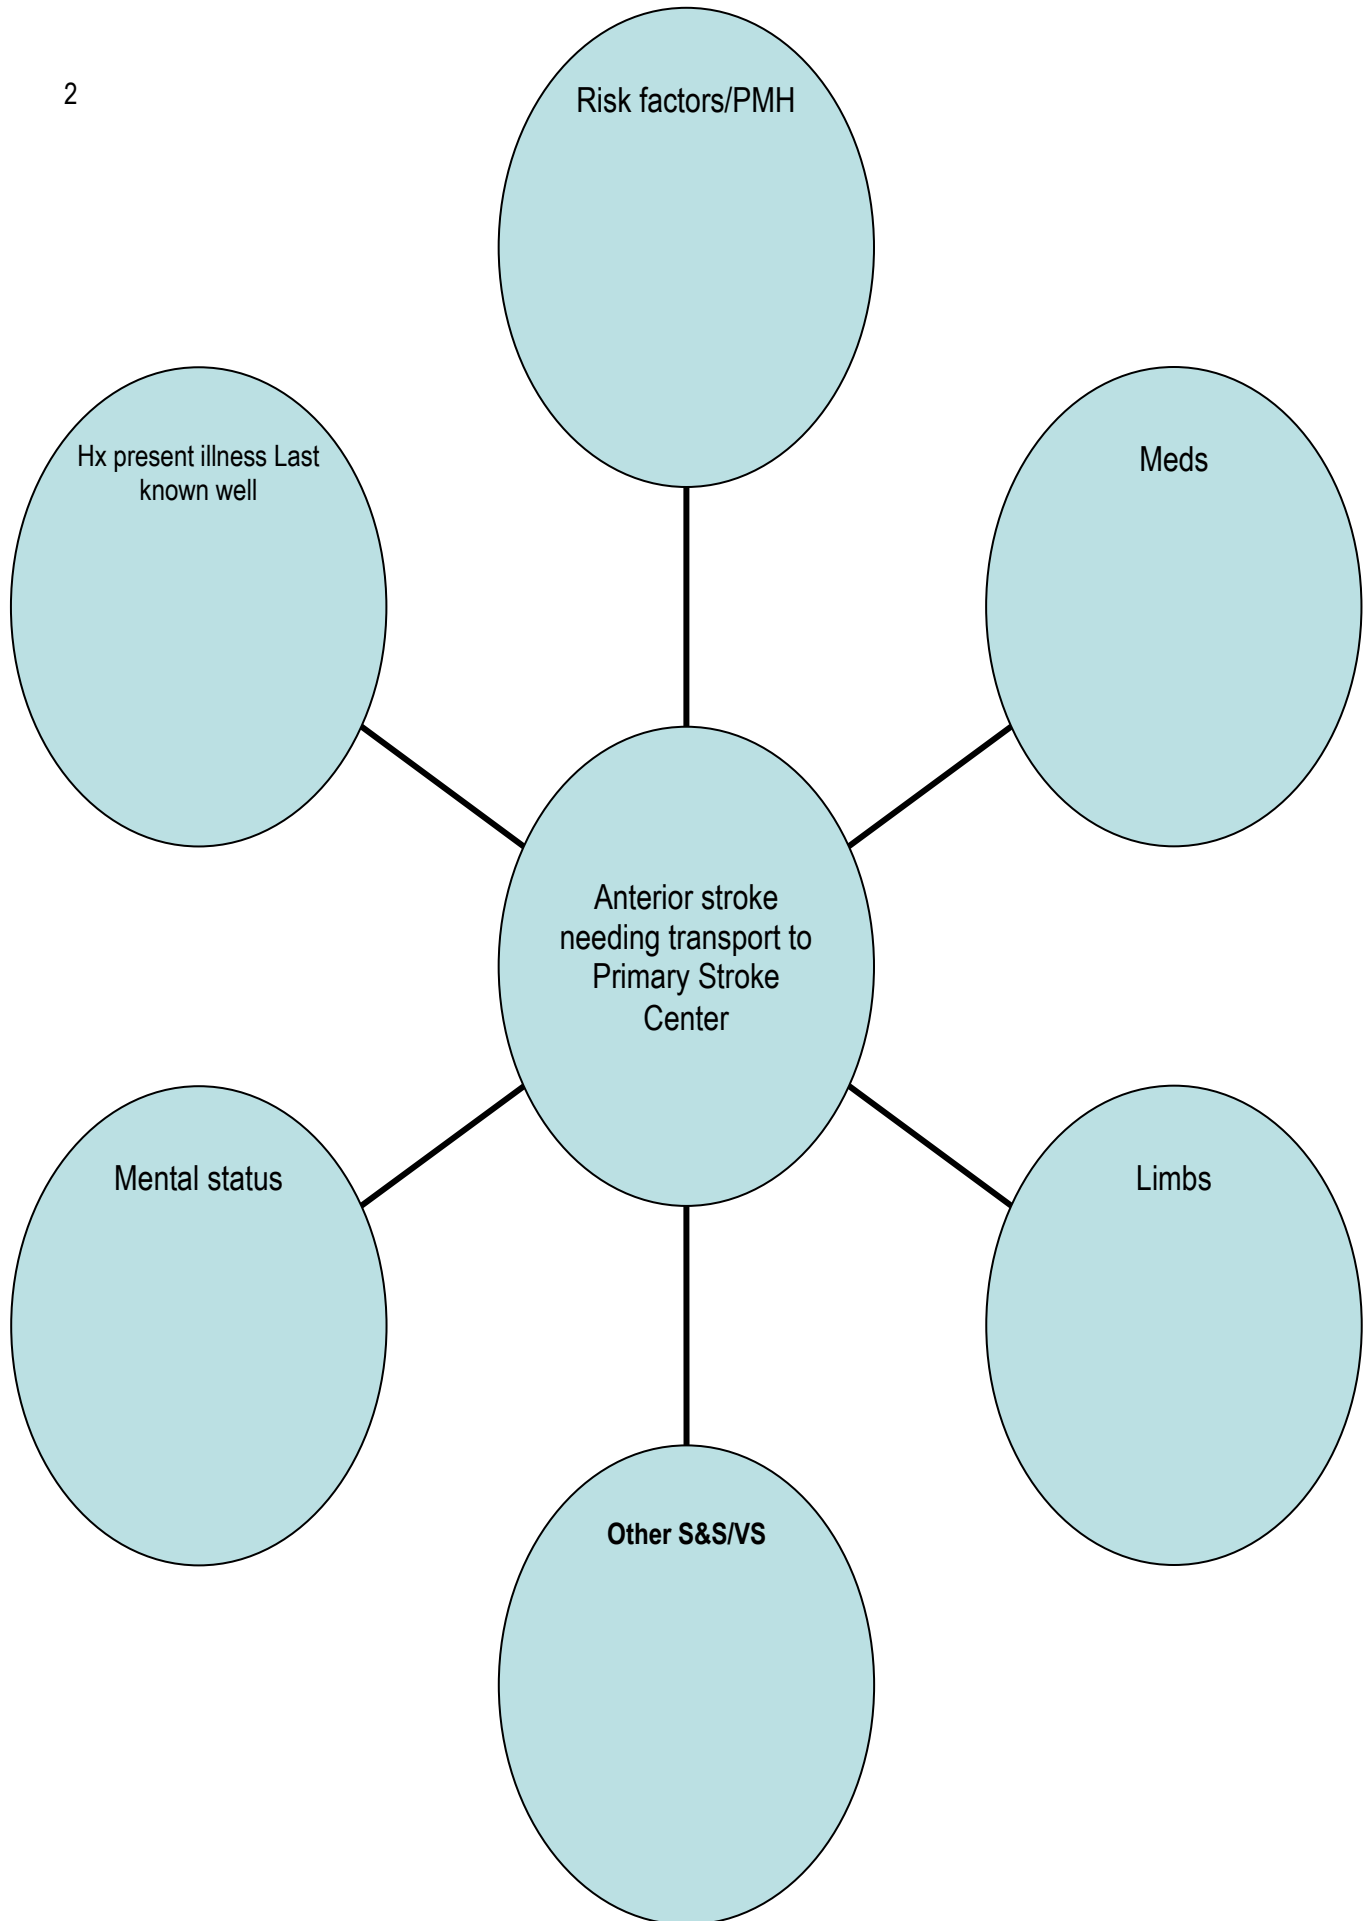 2
Risk factors/PMH
Hx present illness Last
known well
Meds
Anterior stroke
needing transport to
Primary Stroke
Center
Mental status
Limbs
Other S&S/VS